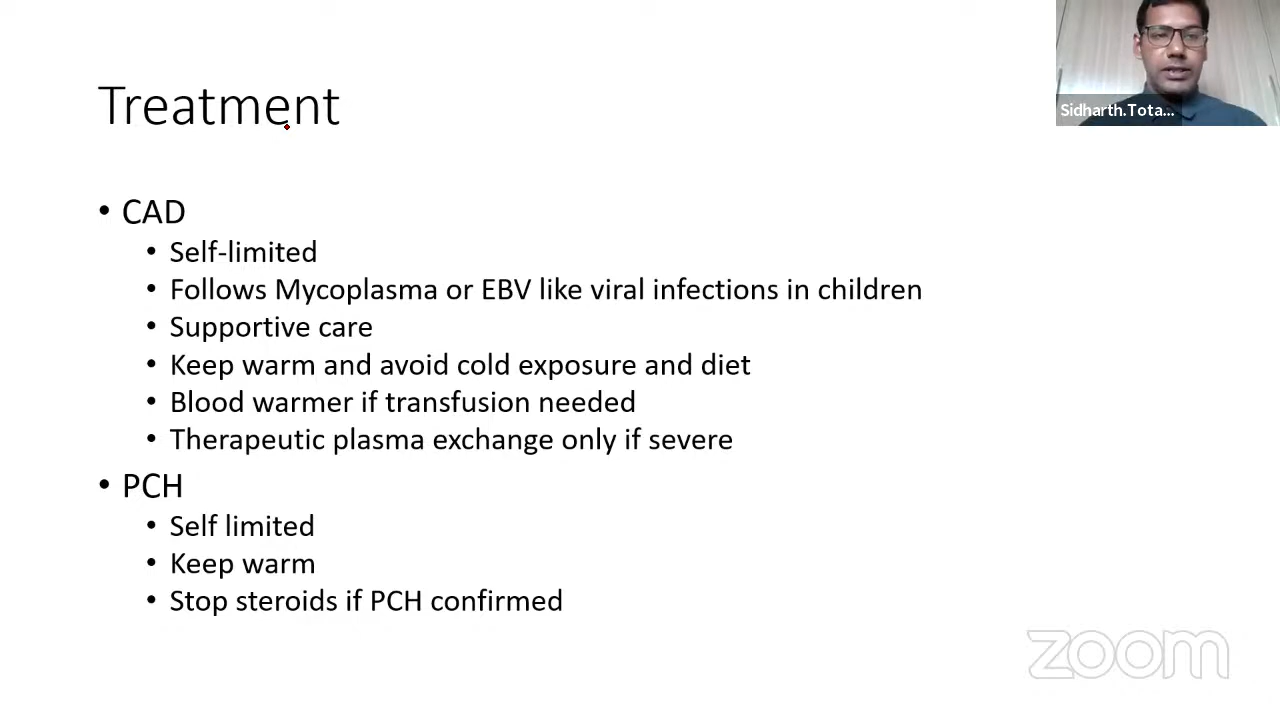 Treatment
Sidharth.Tota...
• CAD
• Self-limited
• Follows Mycoplasma or EBV like viral infections in children
• Supportive care
• Keep warm and avoid cold exposure and diet
• Blood warmer if transfusion needed
• Therapeutic plasma exchange only if severe
• PCH
• Self limited
• Keep warm
• Stop steroids if PCH confirmed
zoom